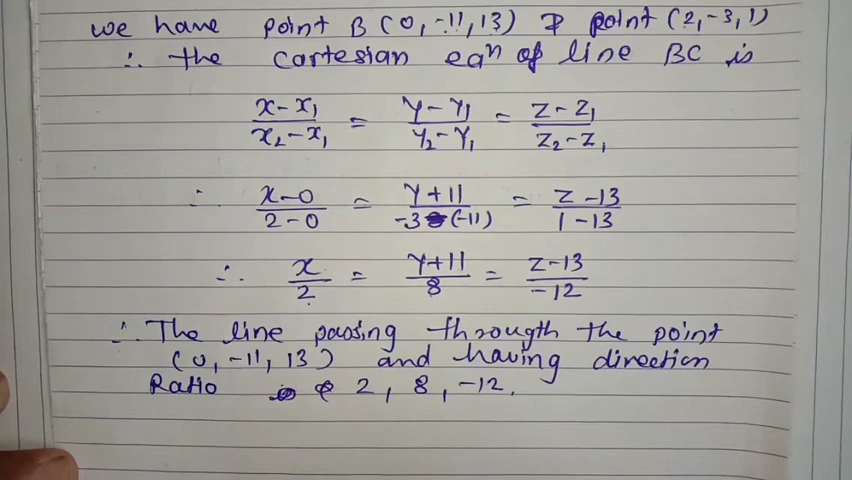 we have point B (0, -11, 13) & point (2, -3, 1)
∴ the cartesian eqn of line BC is
x-x₁/x₂-x₁ = y-y₁/y₂-y₁ = z-z₁/z₂-z₁
∴ x-0/2-0 = y+11/-3 (-11) = z-13/1-13
∴ x/2 = y+11/8 = z-13/-12
∴ The line passing througth the point
(0, -11, 13) and having direction
Ratio 2, 8, -12.